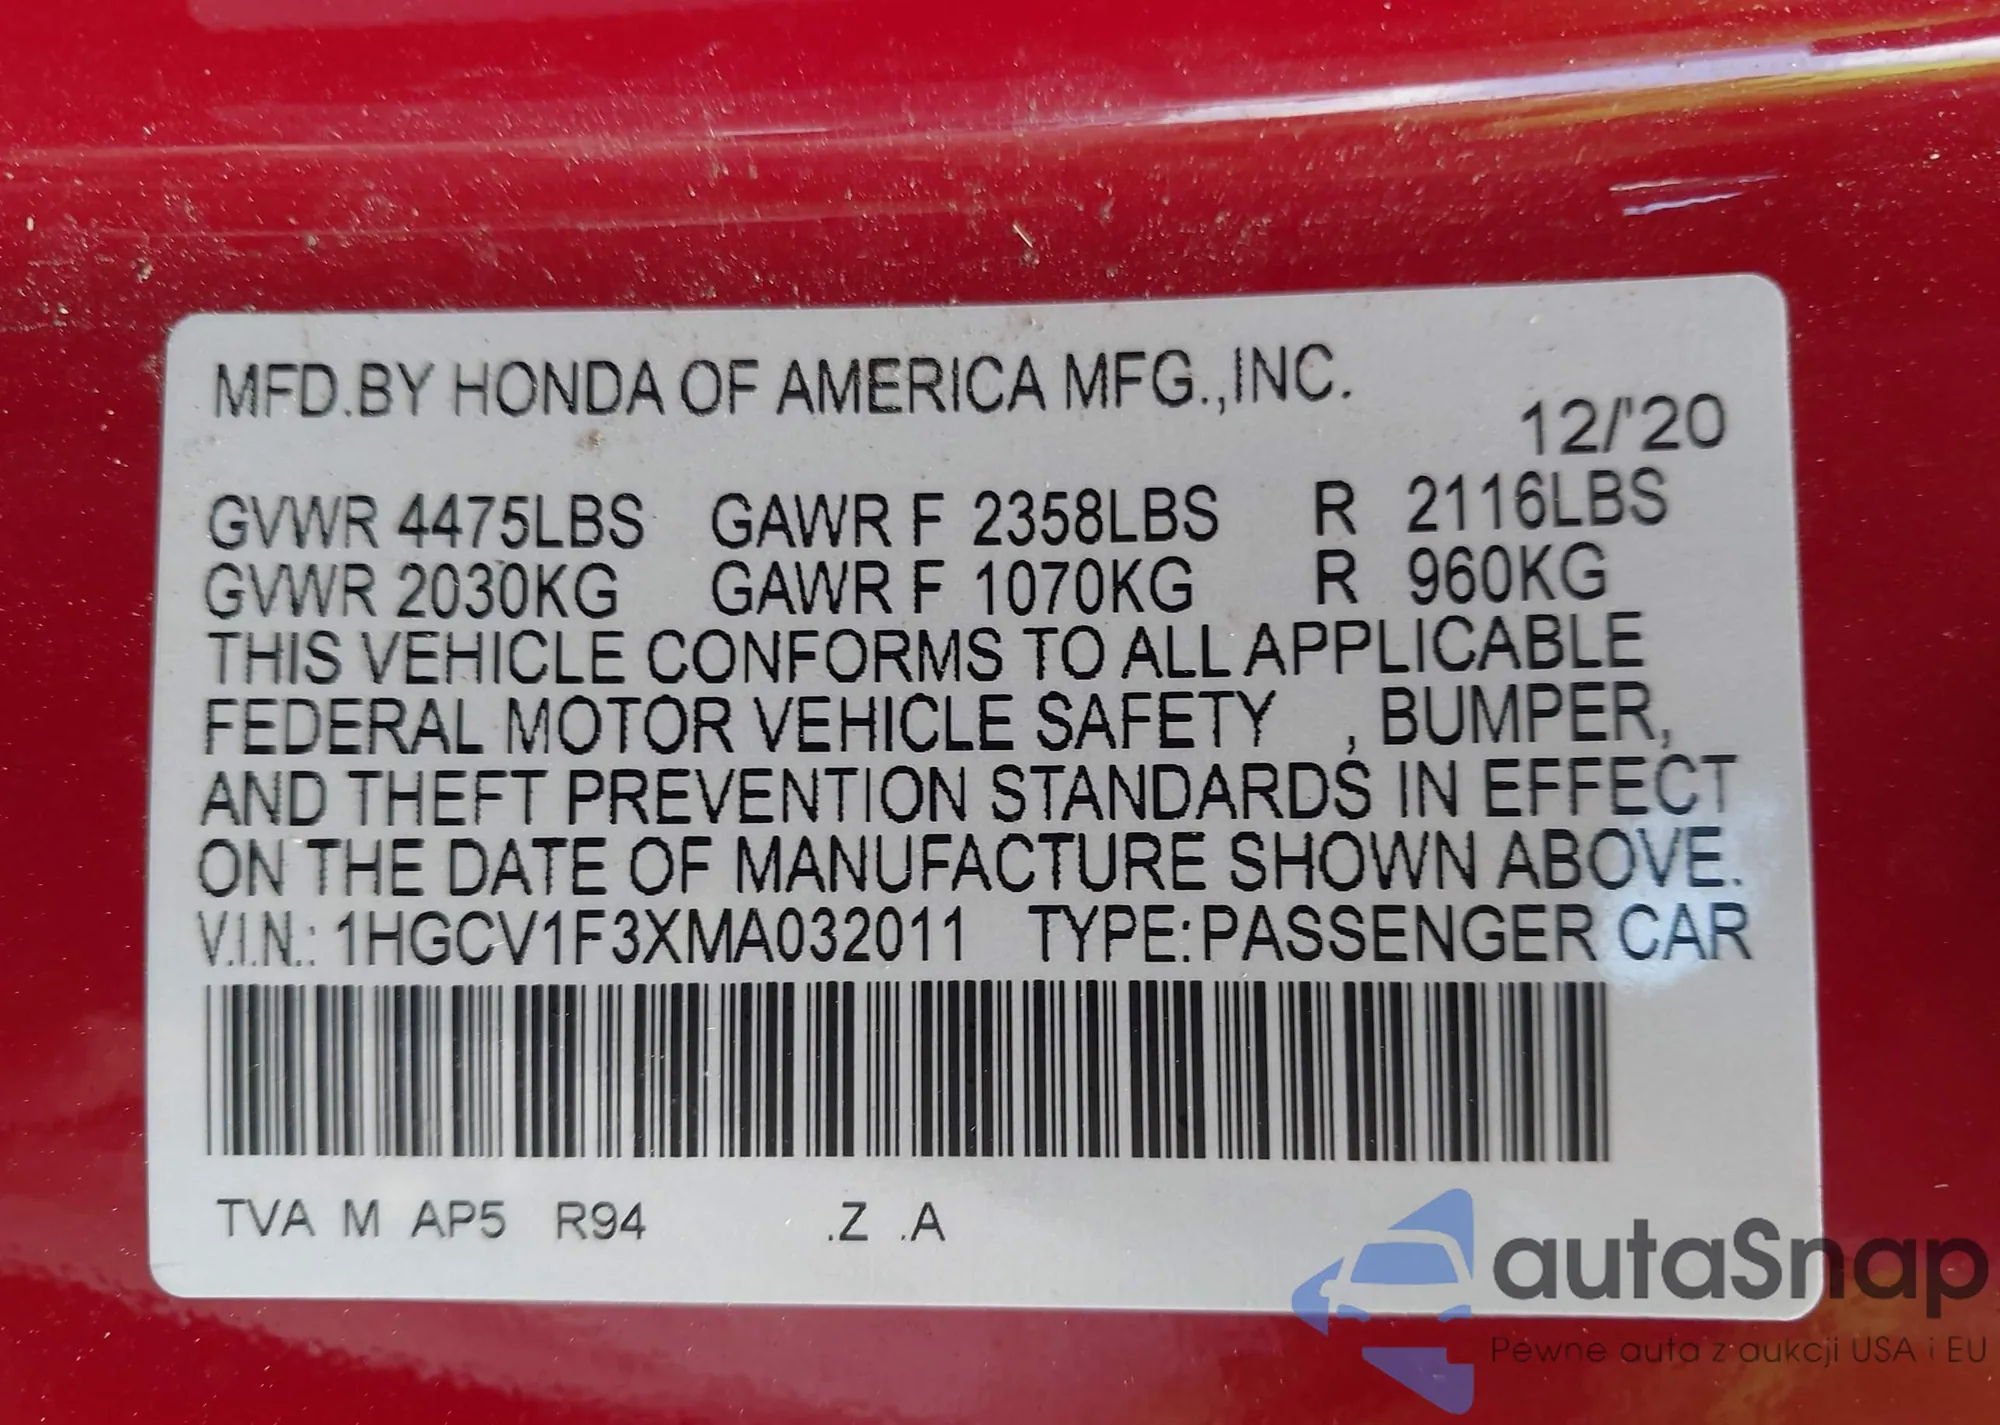 MFD.BY HONDA OF AMERICA MFG.,INC.
12/'20
GVWR 4475LBS GAWR F 2358LBS R 2116LBS
GVWR 2030KG GAWR F 1070KG R 960KG
THIS VEHICLE CONFORMS TO ALL APPLICABLE
FEDERAL MOTOR VEHICLE SAFETY , BUMPER,
AND THEFT PREVENTION STANDARDS IN EFFECT
ON THE DATE OF MANUFACTURE SHOWN ABOVE.
V.I.N.: 1HGCV1F3XMA032011 TYPE:PASSENGER CAR
TVA M AP5 R94 .Z .A
autaSnap
Pewne auta z aukcji USA i EU